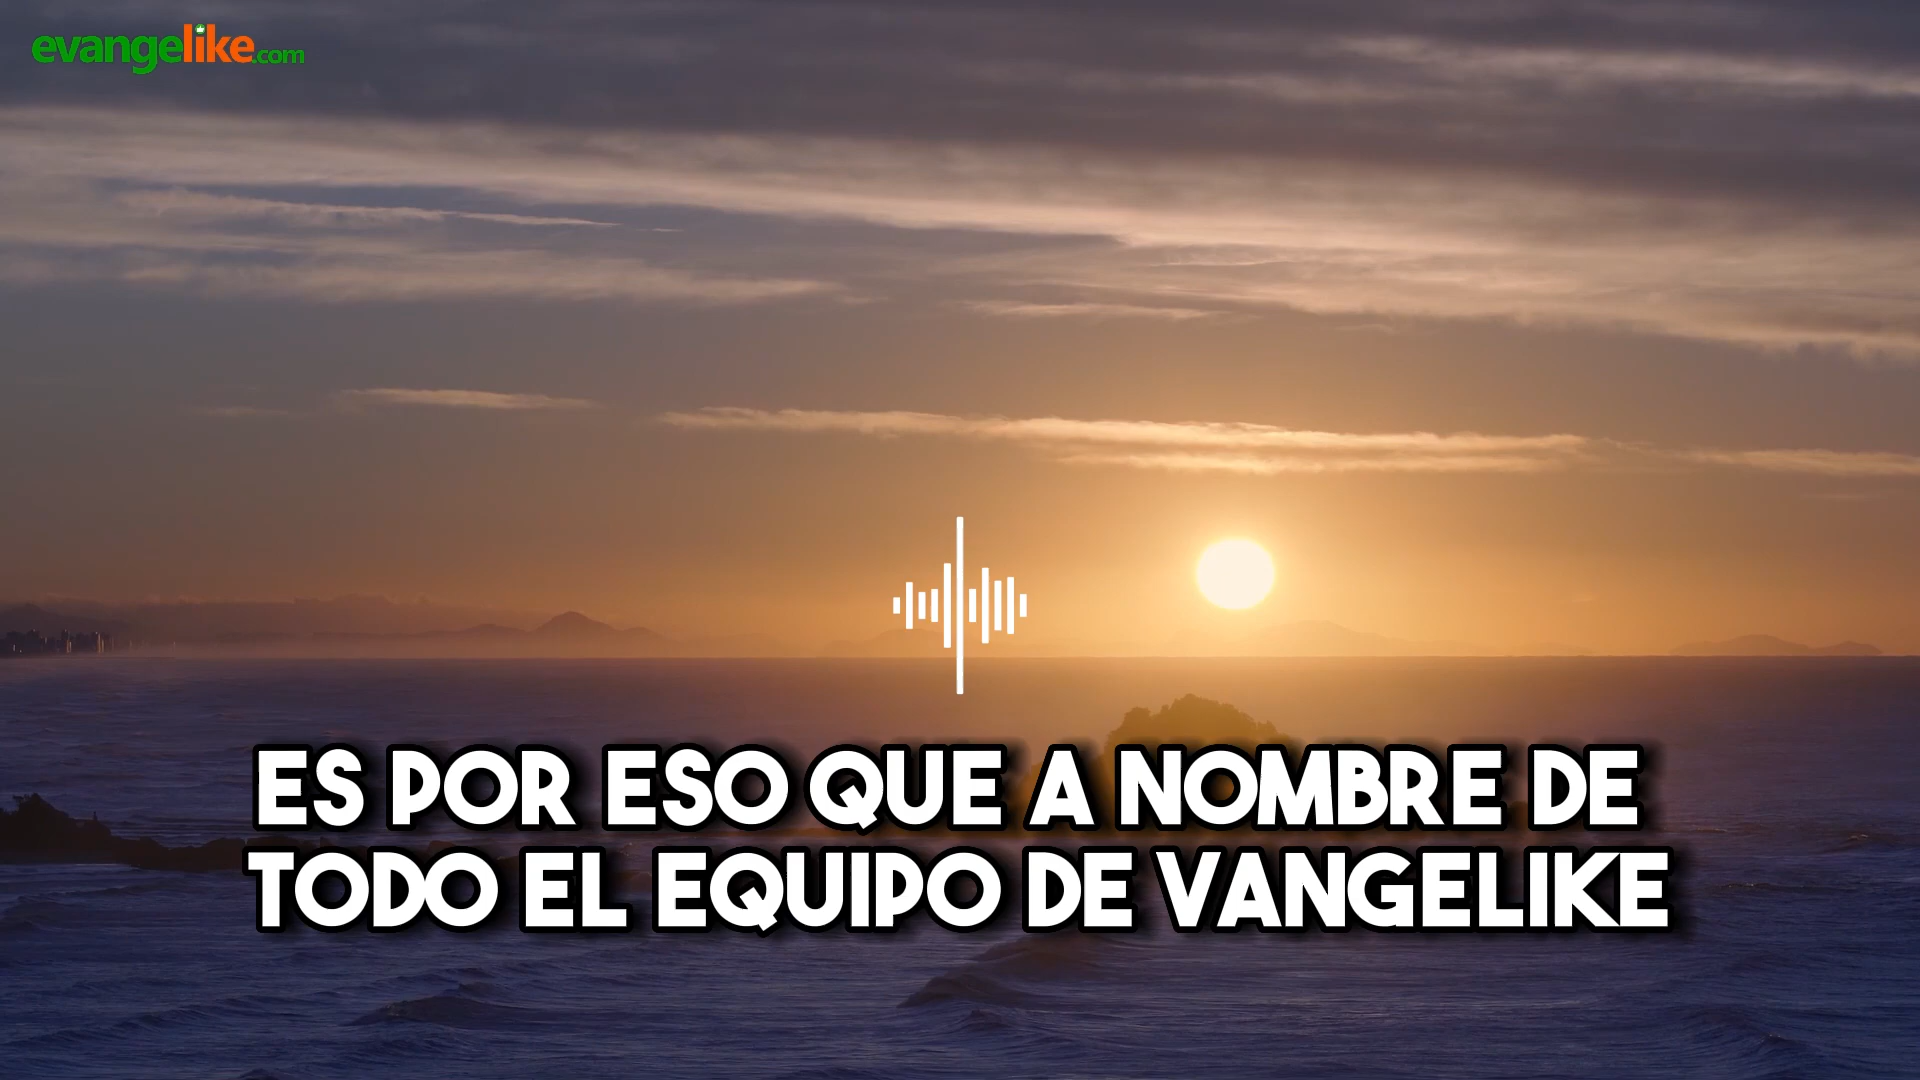 evangelike.com
ES POR ESO QUE A NOMBRE DE
TODO EL EQUIPO DE VANGELIKE